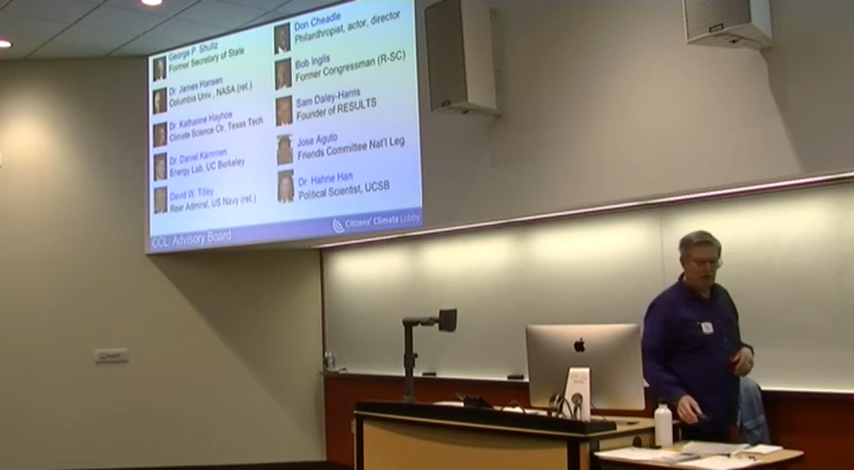 George P. Shultz
Former Secretary of State
Dr. James Hansen
Columbia Univ., NASA (ret.)
Dr. Katharine Hayhoe
Climate Science Ctr, Texas Tech
Dr. Daniel Kammen
Energy Lab, UC Berkeley
David W. Titley
Rear Admiral, US Navy (ret.)
Don Cheadle
Philanthropist, actor, director
Bob Inglis
Former Congressman (R-SC)
Sam Daley-Harris
Founder of RESULTS
Jose Aguto
Friends Committee Nat'l Leg.
Dr. Hahrie Han
Political Scientist, UCSB
CCL Advisory Board
Citizens' Climate Lobby